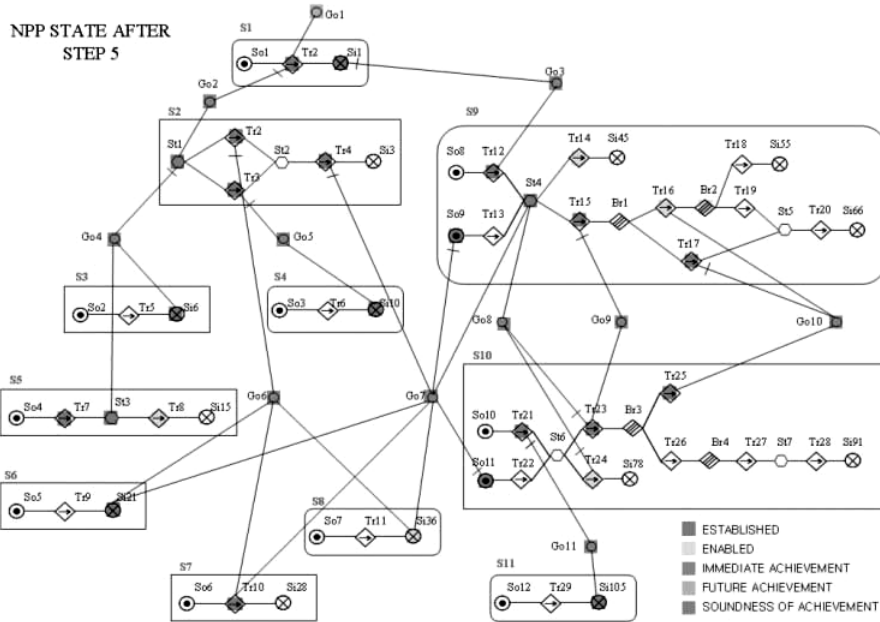 NPP STATE AFTER
STEP 5
Go1
S1
So1 Tr2 Si1
Go2
Go3
S2
Tr2
St1 St2 Tr4 Si3
Tr3
S9
Tr14 Si45
Tr18 Si55
So8 Tr12
St4 Tr15 Br1 Tr16 Br2 Tr19
So9 Tr13
St5 Tr20 Si66
Tr17
Go4 Go5
S3
So2 Tr5 Si6
S4
So3 Tr6 Si10
Go8 Go9 Go10
S10
Tr25
S5
So4 Tr7 St3 Tr8 Si15
Go6 Go7
So10 Tr21 Tr23 Br3
St6
So11 Tr22 Tr24 Si78
Tr26 Br4 Tr27 St7 Tr28 Si91
S6
So5 Tr9 Si21
S8
So7 Tr11 Si36
Go11
S7
So6 Tr10 Si28
S11
So12 Tr29 Si105
ESTABLISHED
ENABLED
IMMEDIATE ACHIEVEMENT
FUTURE ACHIEVEMENT
SOUNDNESS OF ACHIEVEMENT